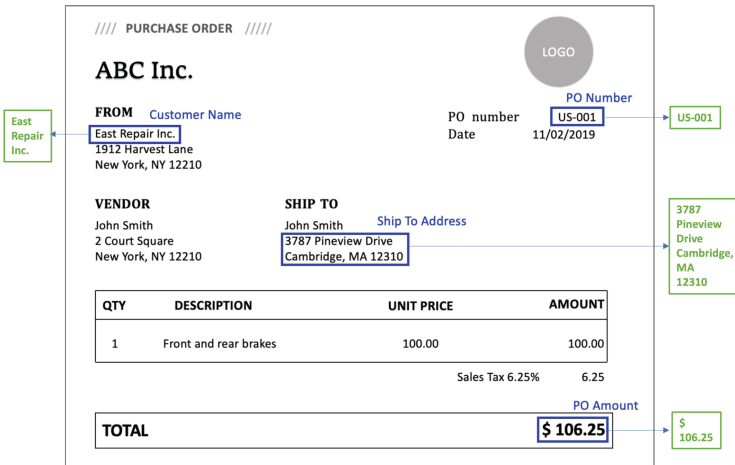 //// PURCHASE ORDER /////
LOGO
ABC Inc.
PO Number
FROM Customer Name
PO number US-001
US-001
East Repair Inc.
East
Repair
Inc.
Date 11/02/2019
1912 Harvest Lane
New York, NY 12210
VENDOR SHIP TO
John Smith John Smith Ship To Address
2 Court Square 3787 Pineview Drive
New York, NY 12210 Cambridge, MA 12310
3787
Pineview
Drive
Cambridge,
MA
12310
QTY DESCRIPTION UNIT PRICE AMOUNT
1 Front and rear brakes 100.00 100.00
Sales Tax 6.25% 6.25
PO Amount
TOTAL $ 106.25
$
106.25